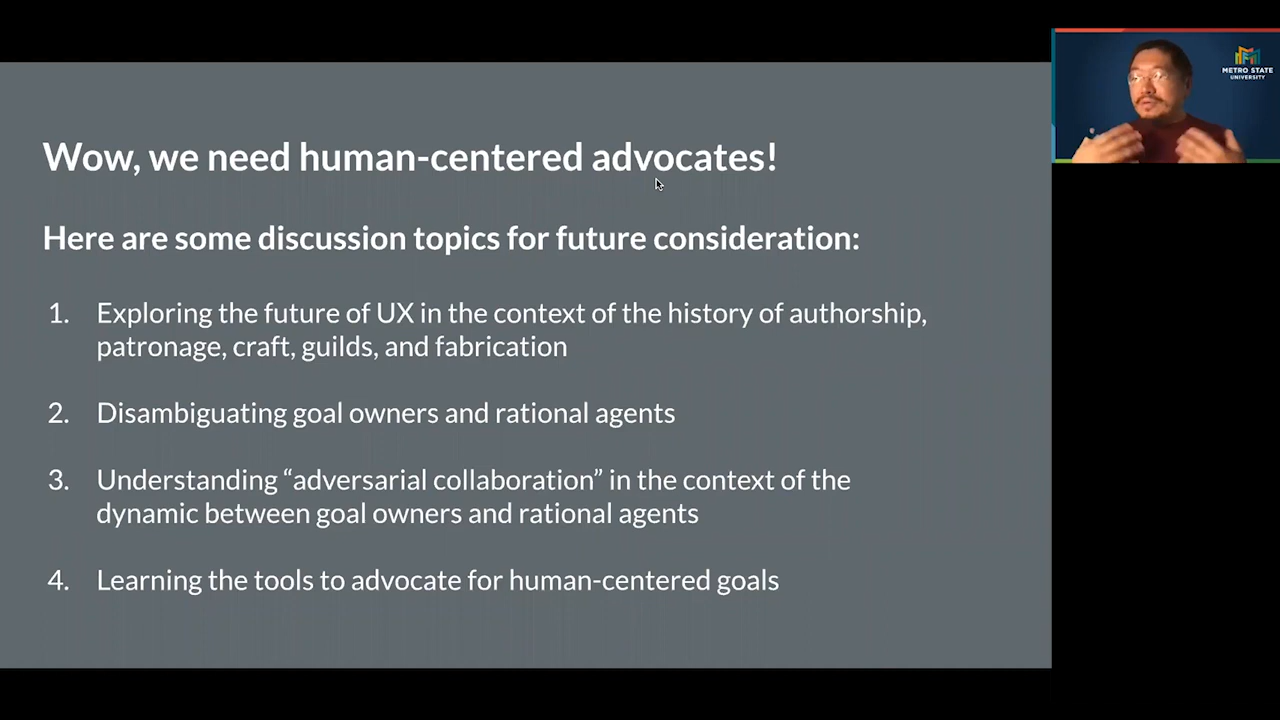 Wow, we need human-centered advocates!
Here are some discussion topics for future consideration:
1. Exploring the future of UX in the context of the history of authorship,
patronage, craft, guilds, and fabrication
2. Disambiguating goal owners and rational agents
3. Understanding “adversarial collaboration” in the context of the
dynamic between goal owners and rational agents
4. Learning the tools to advocate for human-centered goals
METRO STATE
UNIVERSITY